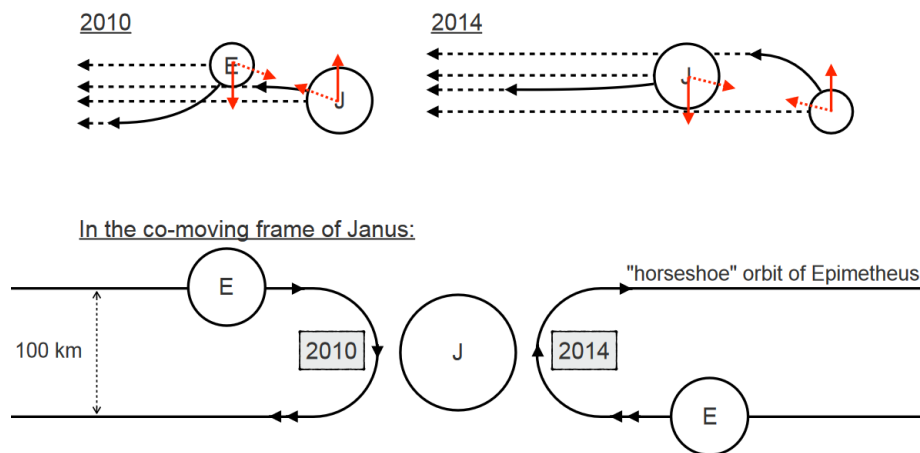 2010
2014
E
J
J
In the co-moving frame of Janus:
E
"horseshoe" orbit of Epimetheus
100 km
2010
J
2014
E